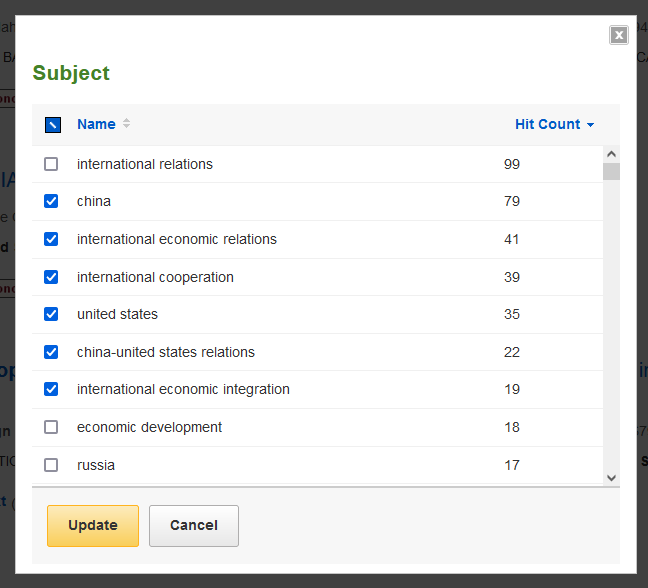 Subject
Name Hit Count
international relations 99
china 79
international economic relations 41
international cooperation 39
united states 35
china-united states relations 22
international economic integration 19
economic development 18
russia 17
Update Cancel